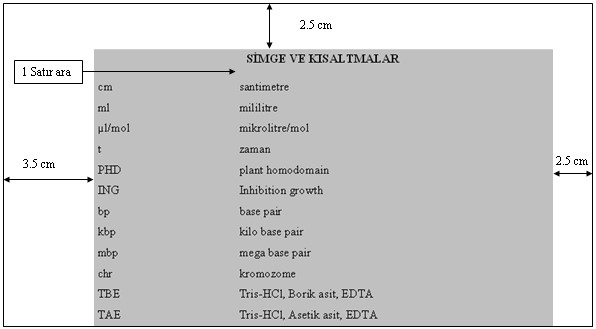 2.5 cm
SİMGE VE KISALTMALAR
1 Satır ara
cm santimetre
ml mililitre
µl/mol mikrolitre/mol
t zaman
3.5 cm
2.5 cm
PHD plant homodomain
ING Inhibition growth
bp base pair
kbp kilo base pair
mbp mega base pair
chr kromozome
TBE Tris-HCl, Borik asit, EDTA
TAE Tris-HCl, Asetik asit, EDTA